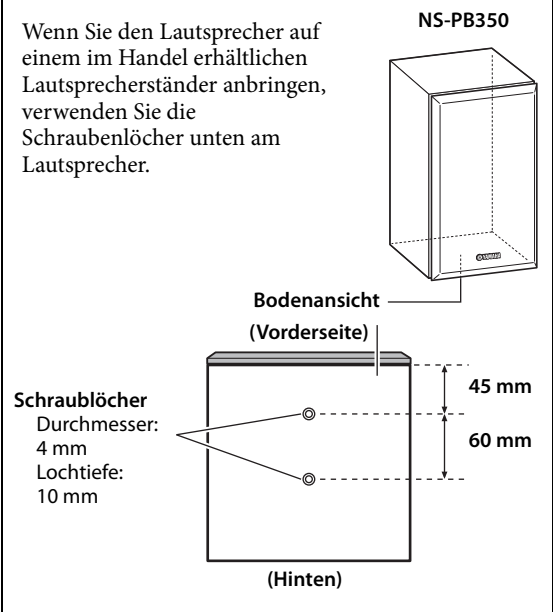 Wenn Sie den Lautsprecher auf
einem im Handel erhältlichen
Lautsprecherständer anbringen,
verwenden Sie die
Schraubenlöcher unten am
Lautsprecher.
NS-PB350
Bodenansicht
(Vorderseite)
45 mm
60 mm
Schraublöcher
Durchmesser:
4 mm
Lochtiefe:
10 mm
(Hinten)